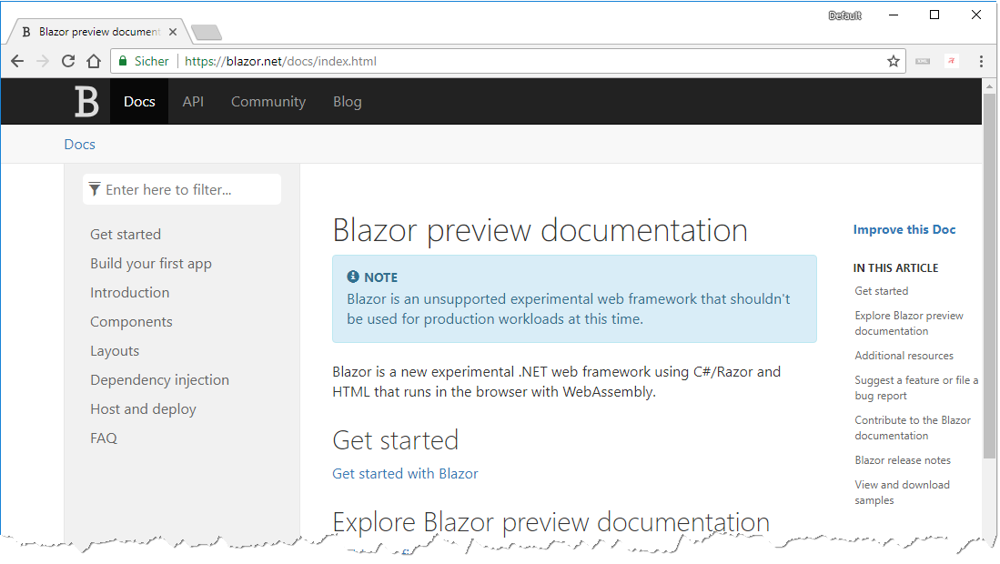 Default
B Blazor preview document
Sicher https://blazor.net/docs/index.html
B Docs API Community Blog
Docs
Enter here to filter...
Get started
Build your first app
Introduction
Components
Layouts
Dependency injection
Host and deploy
FAQ
Blazor preview documentation
NOTE
Blazor is an unsupported experimental web framework that shouldn't
be used for production workloads at this time.
Blazor is a new experimental .NET web framework using C#/Razor and
HTML that runs in the browser with WebAssembly.
Get started
Get started with Blazor
Explore Blazor preview documentation
Improve this Doc
IN THIS ARTICLE
Get started
Explore Blazor preview
documentation
Additional resources
Suggest a feature or file a
bug report
Contribute to the Blazor
documentation
Blazor release notes
View and download
samples